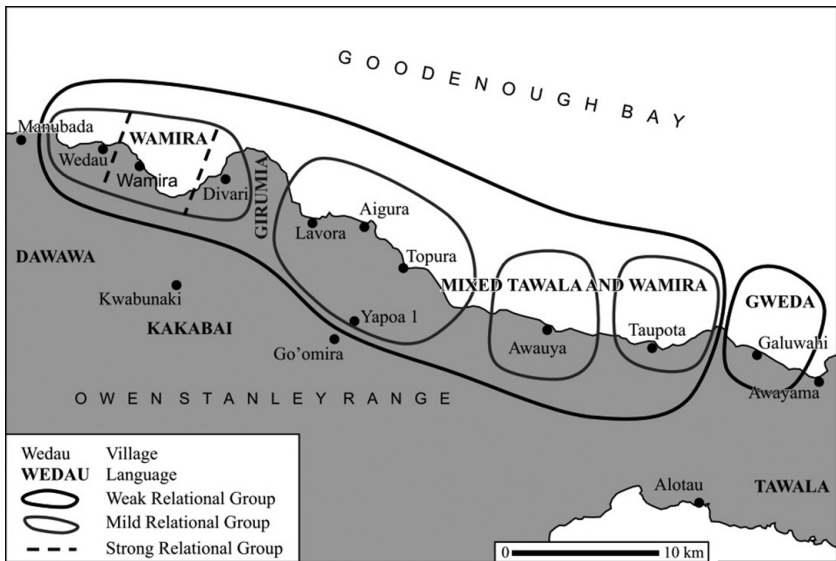 GOODENOUGH BAY
Manubada
WAMIRA
Wedau
Wamira
Divari
GIRUMIA
Aigura
Lavora
Topura
DAWAWA
Kwabunaki
MIXED TAWALA AND WAMIRA
GWEDA
KAKABAI
Yapoa 1
Go'omira
Awauya
Taupota
Galuwahi
Awayama
OWEN STANLEY RANGE
Wedau Village
WEDAU Language
Weak Relational Group
Mild Relational Group
Strong Relational Group
Alotau
TAWALA
0 10 km